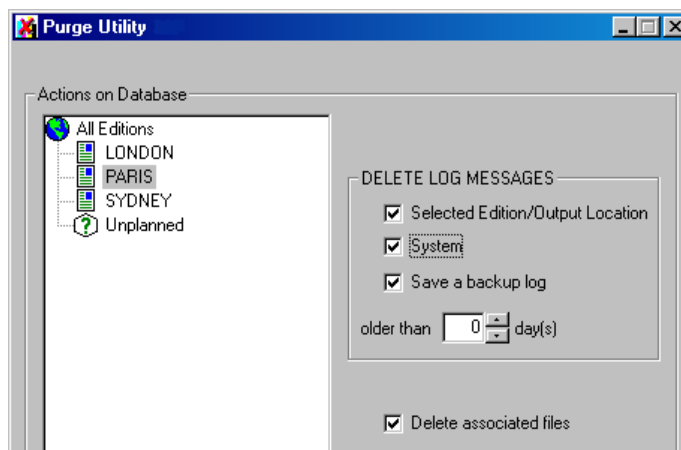 Purge Utility
Actions on Database
All Editions
LONDON
PARIS
SYDNEY
Unplanned
DELETE LOG MESSAGES
Selected Edition/Output Location
System
Save a backup log
older than 0 day(s)
Delete associated files